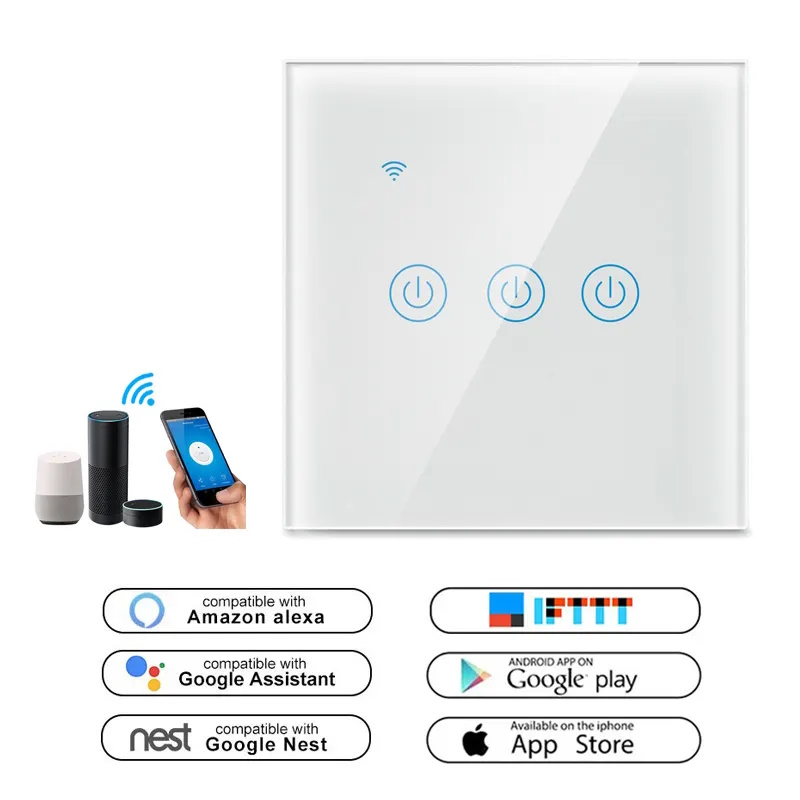 compatible with
Amazon alexa
IFTTT
compatible with
Google Assistant
ANDROID APP ON
Google play
nest
compatible with
Google Nest
Available on the iphone
App Store